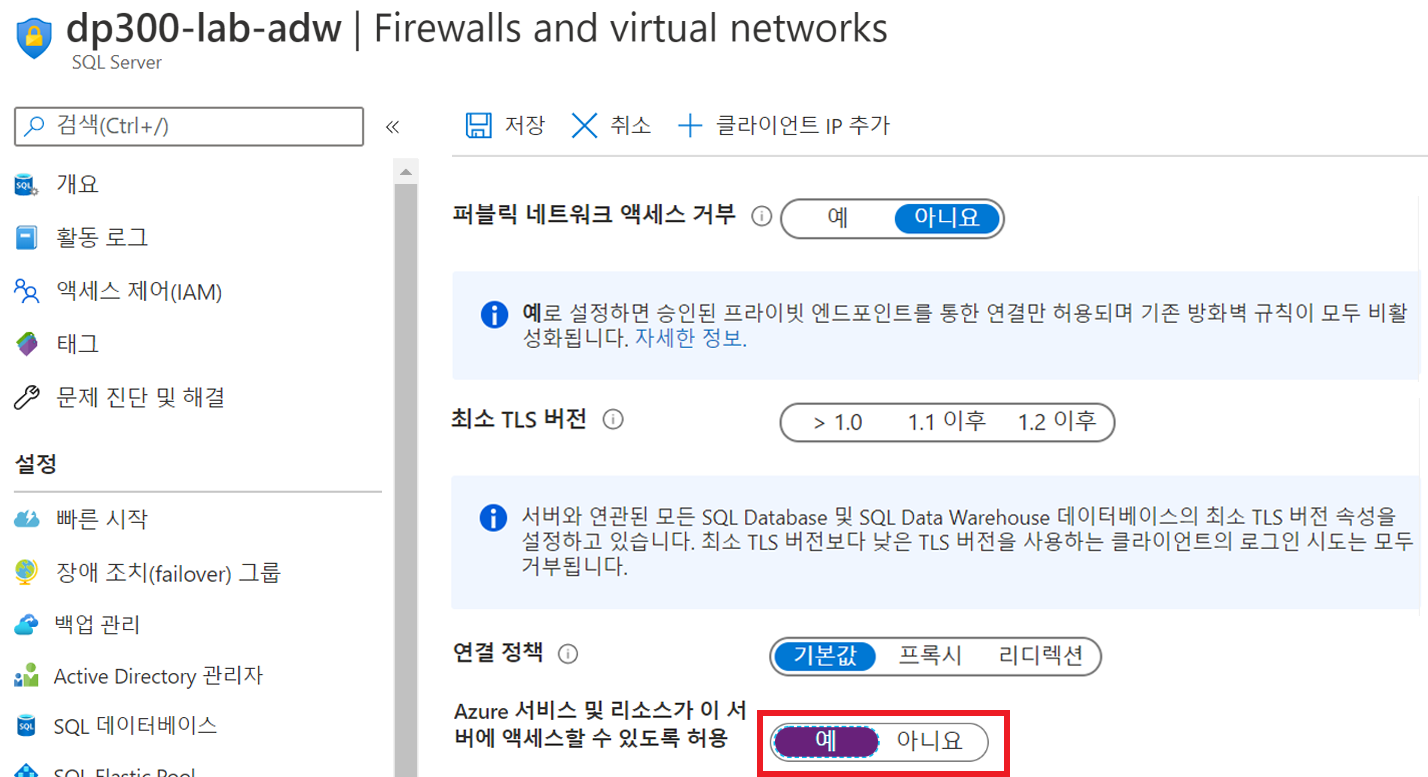 dp300-lab-adw | Firewalls and virtual networks
SQL Server
검색(Ctrl+/)
«
개요
활동 로그
액세스 제어(IAM)
태그
문제 진단 및 해결
설정
빠른 시작
장애 조치(failover) 그룹
백업 관리
Active Directory 관리자
SQL 데이터베이스
SQL Elastic Pool
저장 취소 클라이언트 IP 추가
퍼블릭 네트워크 액세스 거부 예 아니요
예로 설정하면 승인된 프라이빗 엔드포인트를 통한 연결만 허용되며 기존 방화벽 규칙이 모두 비활
성화됩니다. 자세한 정보.
최소 TLS 버전 > 1.0 1.1 이후 1.2 이후
서버와 연관된 모든 SQL Database 및 SQL Data Warehouse 데이터베이스의 최소 TLS 버전 속성을
설정하고 있습니다. 최소 TLS 버전보다 낮은 TLS 버전을 사용하는 클라이언트의 로그인 시도는 모두
거부됩니다.
연결 정책 기본값 프록시 리디렉션
Azure 서비스 및 리소스가 이 서
버에 액세스할 수 있도록 허용 예 아니요